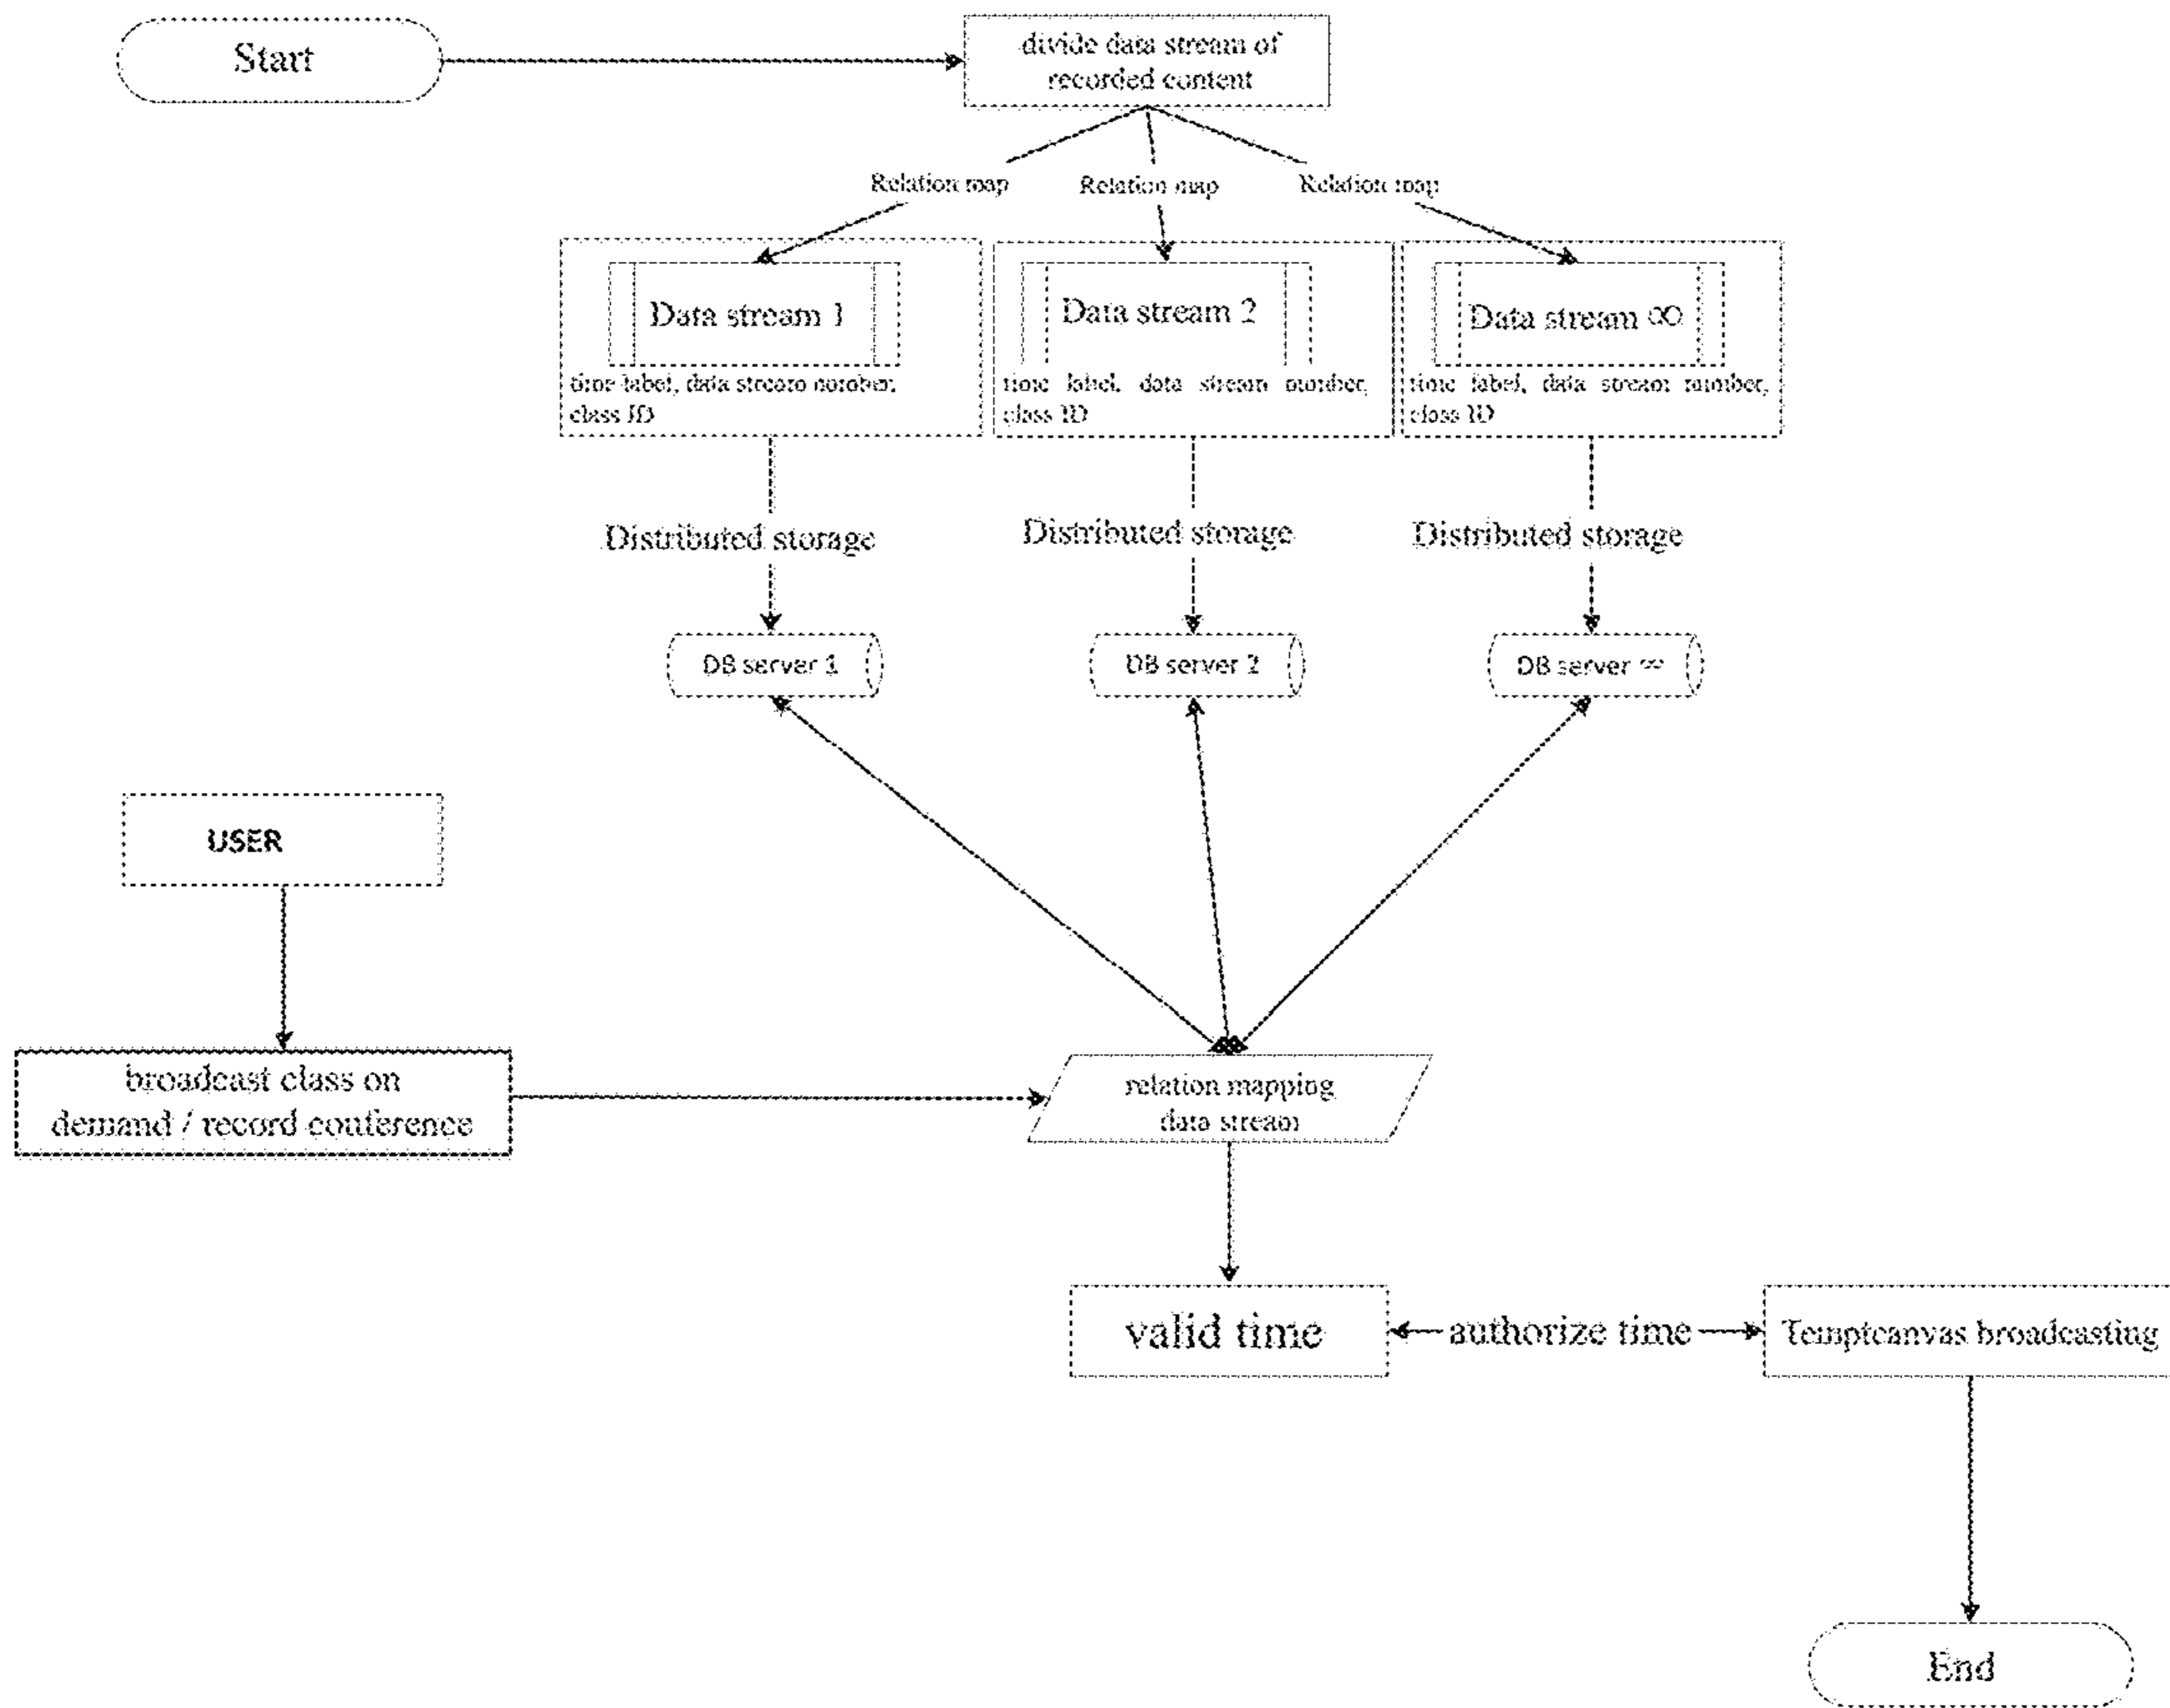 Start
divide data stream of
recorded content
Relation map
Relation map
Relation map
Data stream 1
time label, data stream number,
class ID
Data stream 2
time label, data stream number,
class ID
Data stream ∞
time label, data stream number,
class ID
Distributed storage
Distributed storage
Distributed storage
DB server 1
DB server 2
DB server ∞
USER
broadcast class on
demand / record conference
relation mapping
data stream
valid time
authorize time
Temptcanvas broadcasting
End